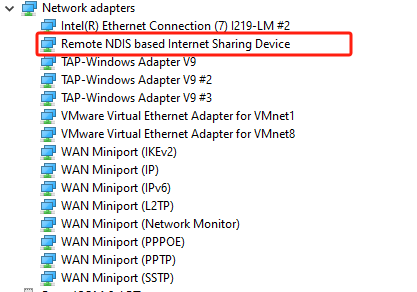 Network adapters
Intel(R) Ethernet Connection (7) I219-LM #2
Remote NDIS based Internet Sharing Device
TAP-Windows Adapter V9
TAP-Windows Adapter V9 #2
TAP-Windows Adapter V9 #3
VMware Virtual Ethernet Adapter for VMnet1
VMware Virtual Ethernet Adapter for VMnet8
WAN Miniport (IKEv2)
WAN Miniport (IP)
WAN Miniport (IPv6)
WAN Miniport (L2TP)
WAN Miniport (Network Monitor)
WAN Miniport (PPPOE)
WAN Miniport (PPTP)
WAN Miniport (SSTP)